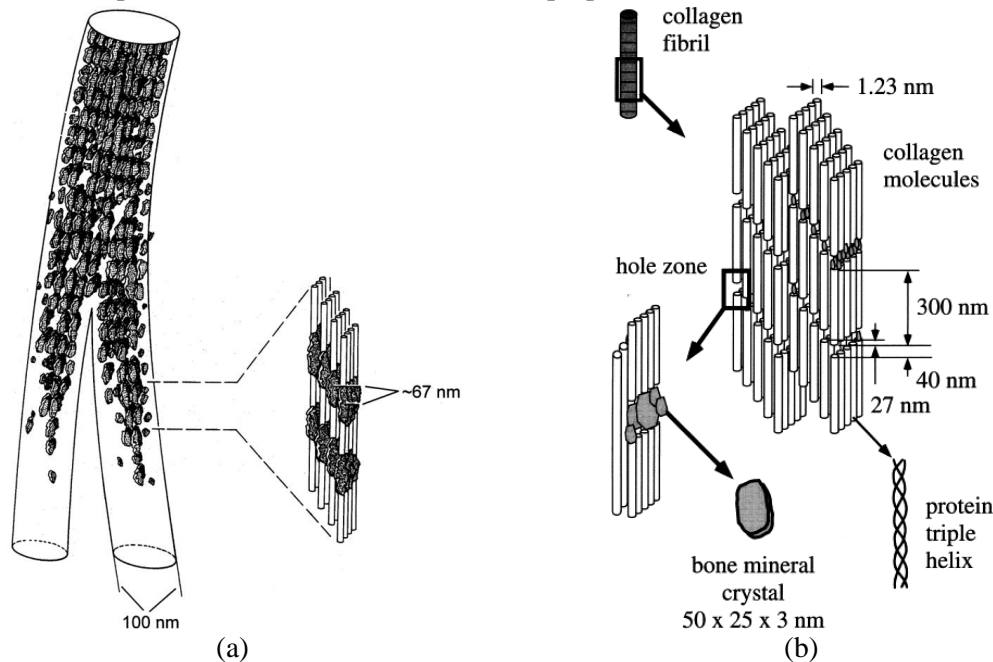 ~67 nm
100 nm
(a)
collagen
fibril
1.23 nm
collagen
molecules
hole zone
300 nm
40 nm
27 nm
bone mineral
crystal
50 x 25 x 3 nm
protein
triple
helix
(b)